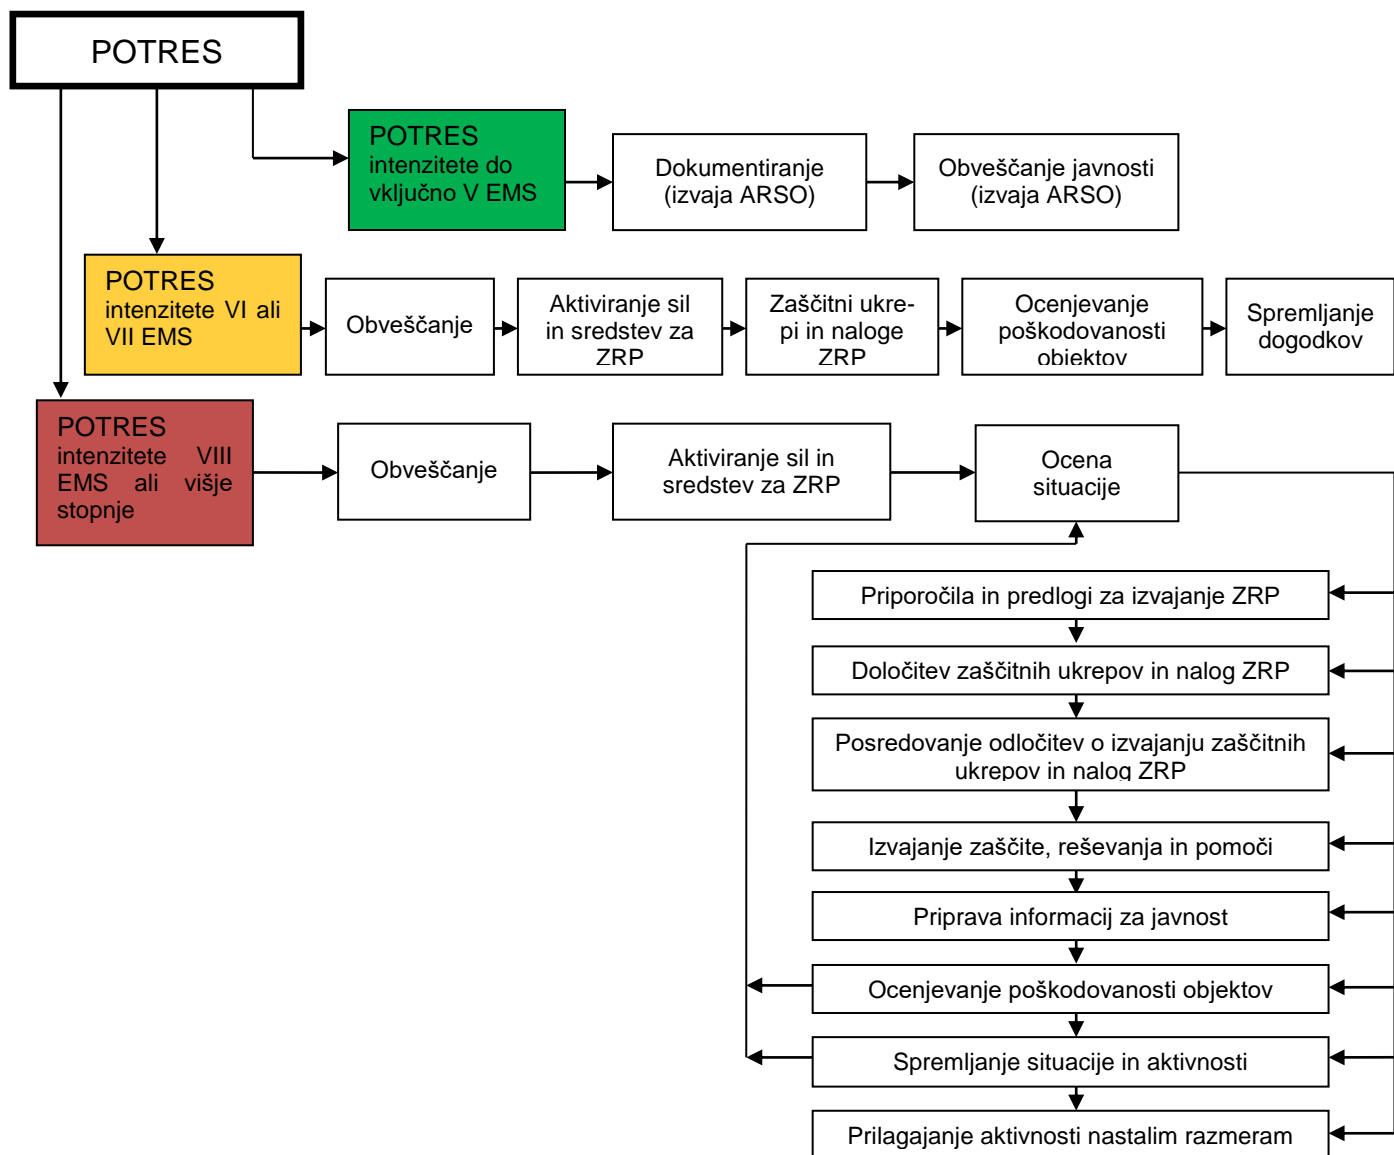 POTRES
POTRES
intenzitete do
vključno V EMS
Dokumentiranje
(izvaja ARSO)
Obveščanje javnosti
(izvaja ARSO)
POTRES
intenzitete VI ali
VII EMS
Obveščanje
Aktiviranje sil
in sredstev za
ZRP
Zaščitni ukre-
pi in naloge
ZRP
Ocenjevanje
poškodovanosti
objektov
Spremljanje
dogodkov
POTRES
intenzitete VIII
EMS ali višje
stopnje
Obveščanje
Aktiviranje sil in
sredstev za ZRP
Ocena
situacije
Priporočila in predlogi za izvajanje ZRP
Določitev zaščitnih ukrepov in nalog ZRP
Posredovanje odločitev o izvajanju zaščitnih
ukrepov in nalog ZRP
Izvajanje zaščite, reševanja in pomoči
Priprava informacij za javnost
Ocenjevanje poškodovanosti objektov
Spremljanje situacije in aktivnosti
Prilagajanje aktivnosti nastalim razmeram